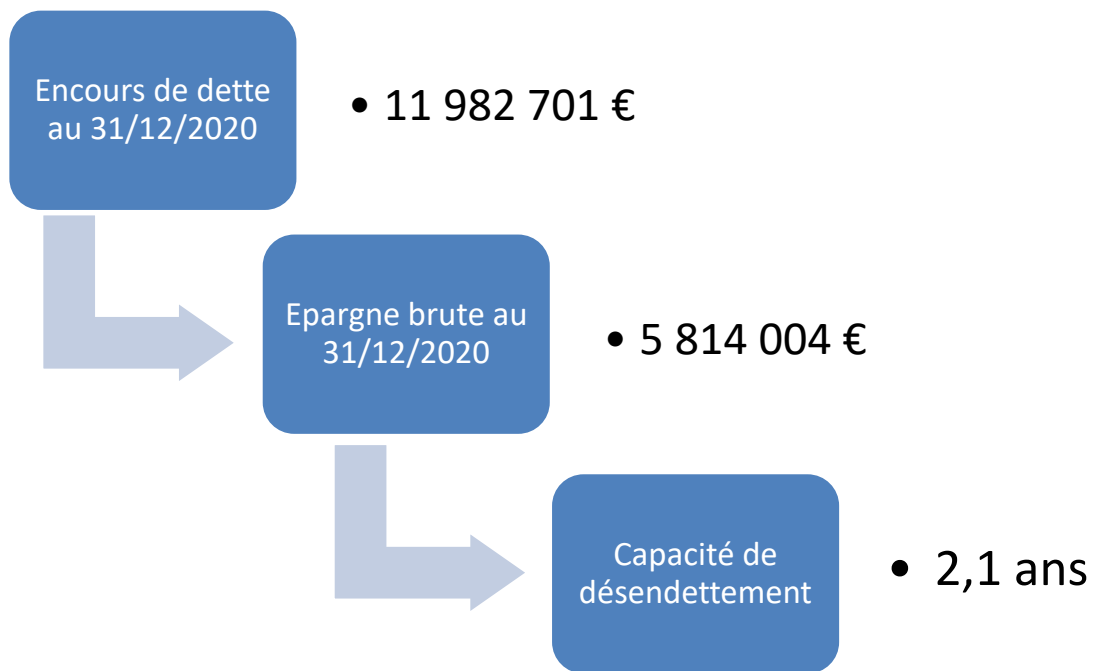 Encours de dette
au 31/12/2020
• 11 982 701 €
Epargne brute au
31/12/2020
• 5 814 004 €
Capacité de
désendettement
• 2,1 ans